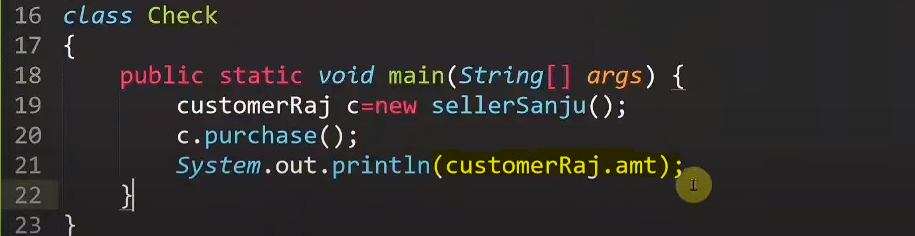 16 class Check
17 {
18 public static void main(String[] args) {
19 customerRaj c=new sellerSanju();
20 c.purchase();
21 System.out.println(customerRaj.amt);
22 }
23 }